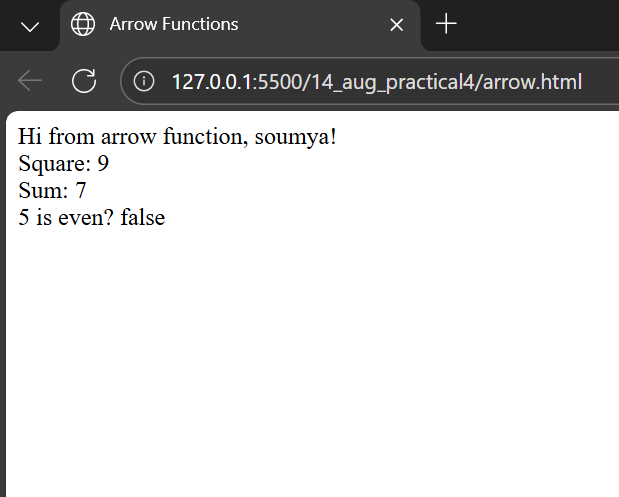 Arrow Functions
127.0.0.1:5500/14_aug_practical4/arrow.html
Hi from arrow function, soumya!
Square: 9
Sum: 7
5 is even? false